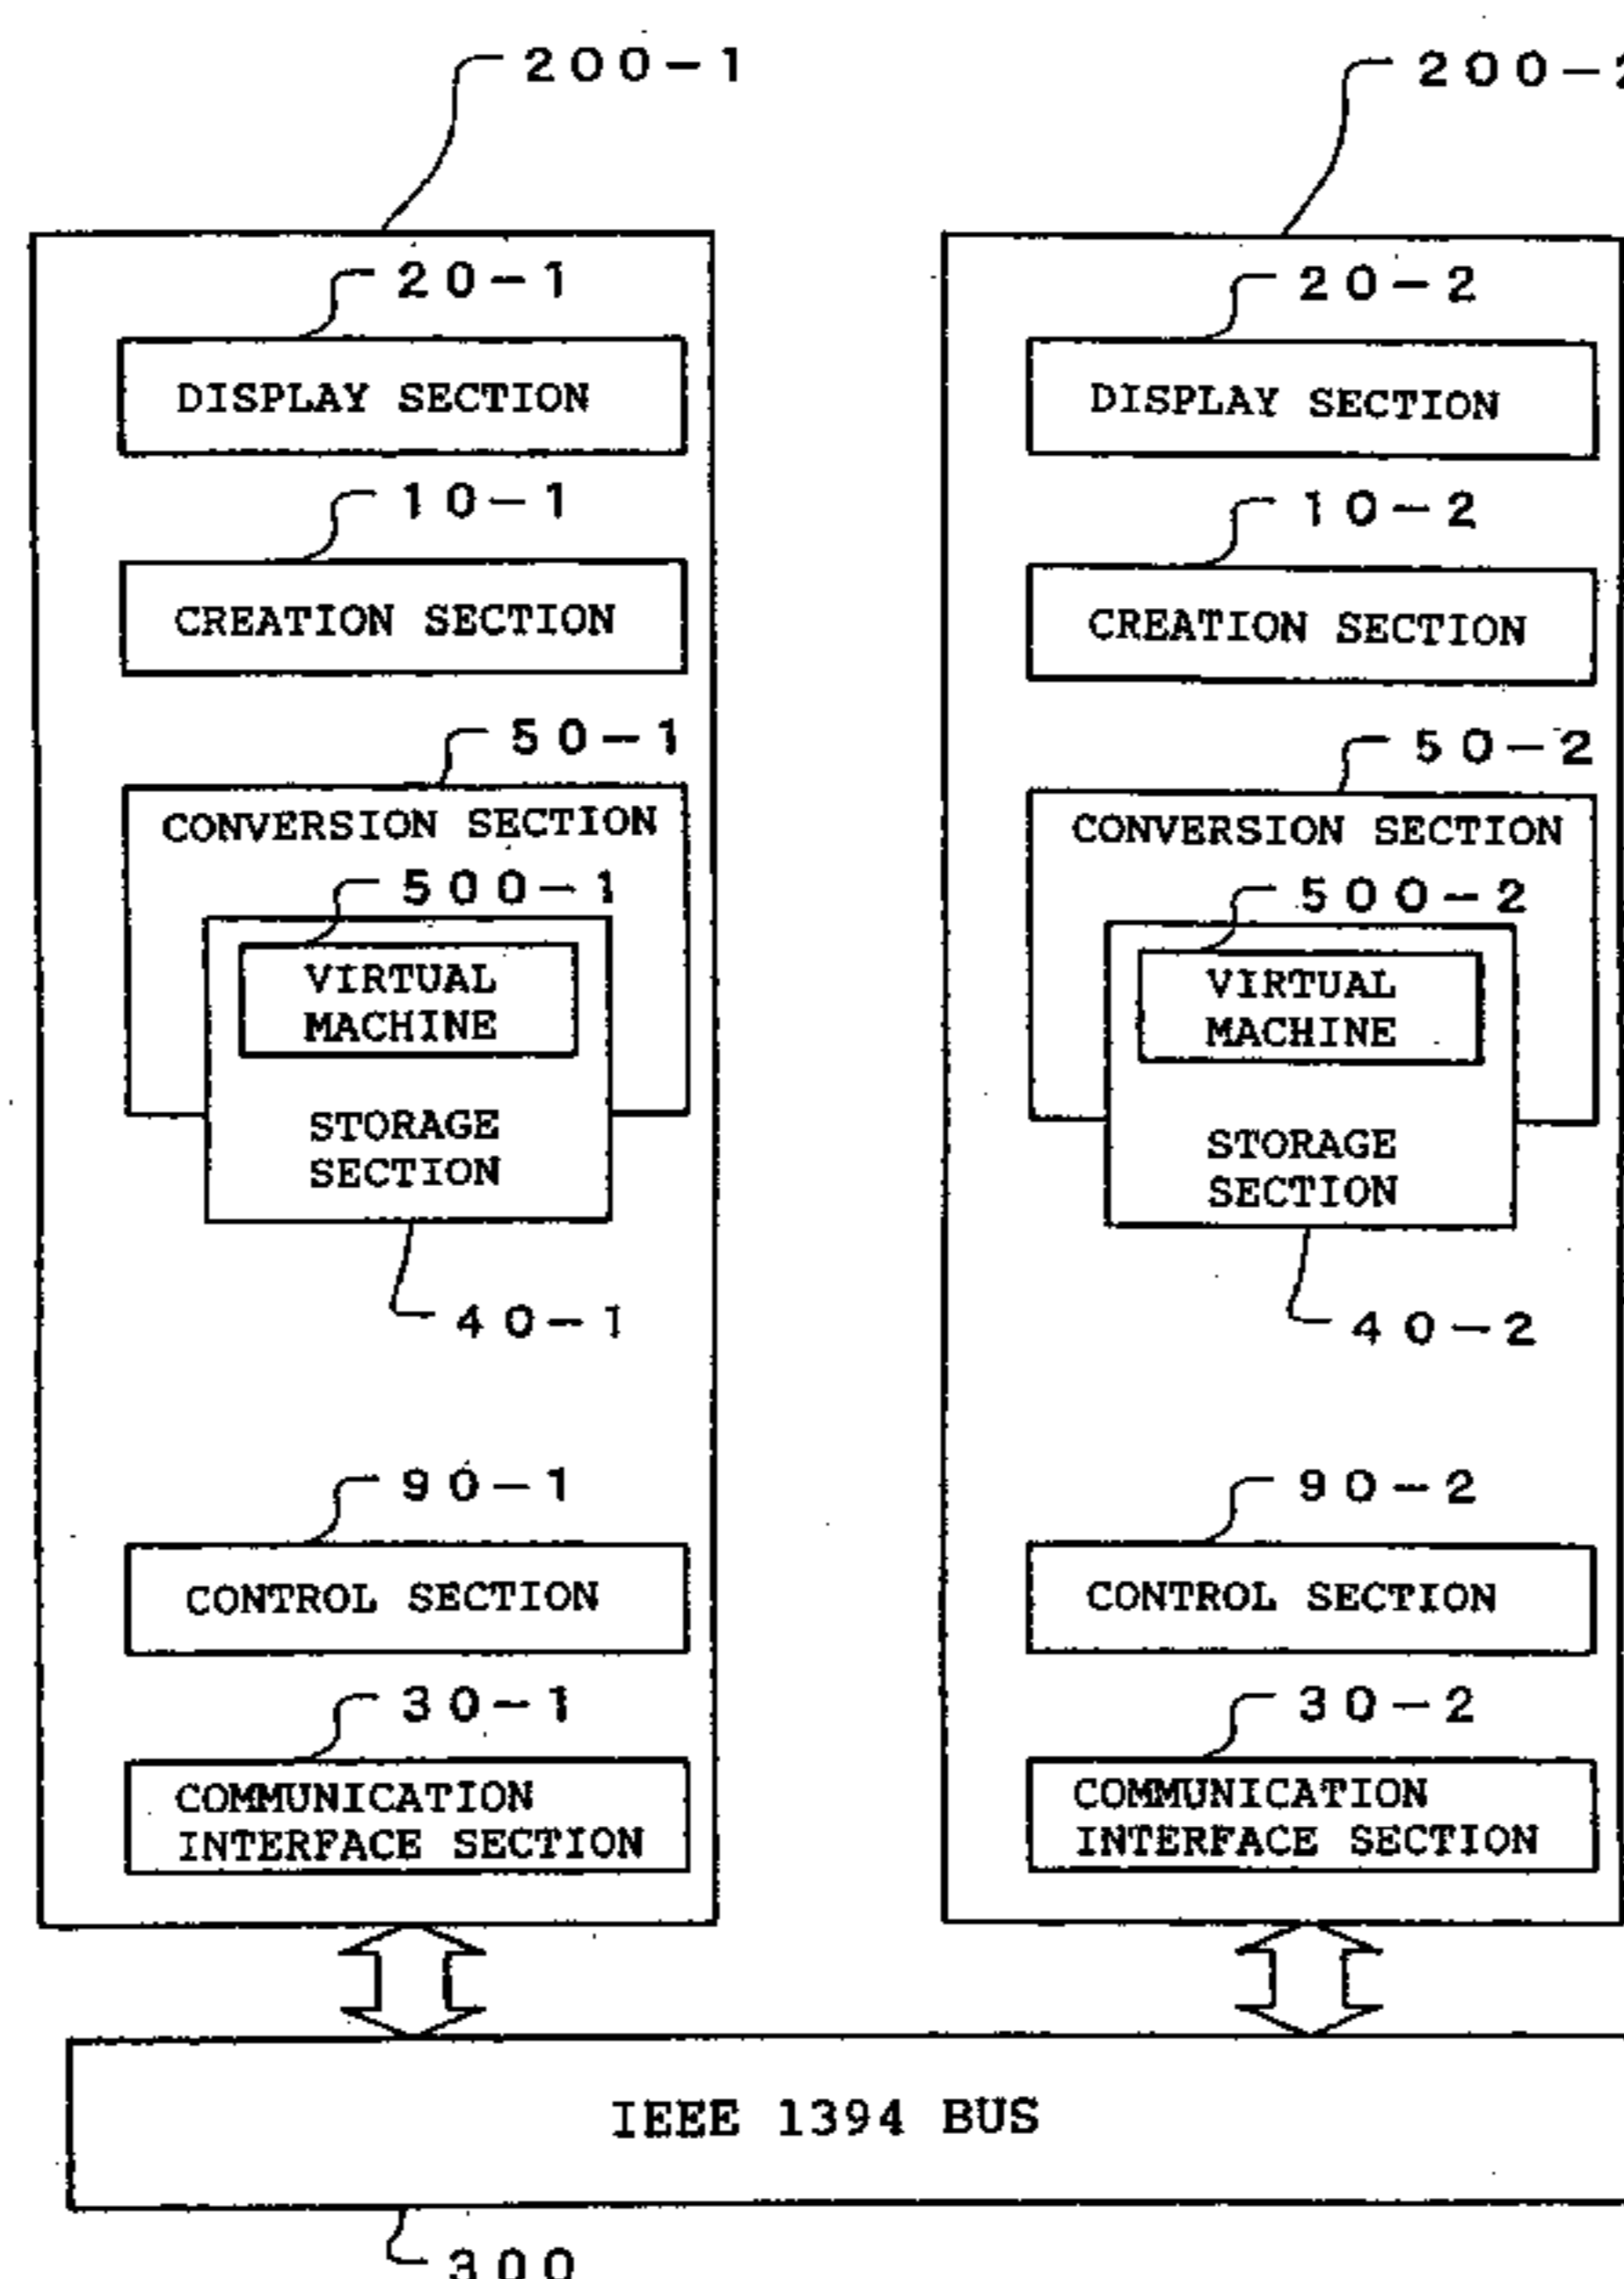 200-1
20-1
DISPLAY SECTION
10-1
CREATION SECTION
50-1
CONVERSION SECTION
500-1
VIRTUAL
MACHINE
STORAGE
SECTION
40-1
90-1
CONTROL SECTION
30-1
COMMUNICATION
INTERFACE SECTION
200-2
20-2
DISPLAY SECTION
10-2
CREATION SECTION
50-2
CONVERSION SECTION
500-2
VIRTUAL
MACHINE
STORAGE
SECTION
40-2
90-2
CONTROL SECTION
30-2
COMMUNICATION
INTERFACE SECTION
IEEE 1394 BUS
300